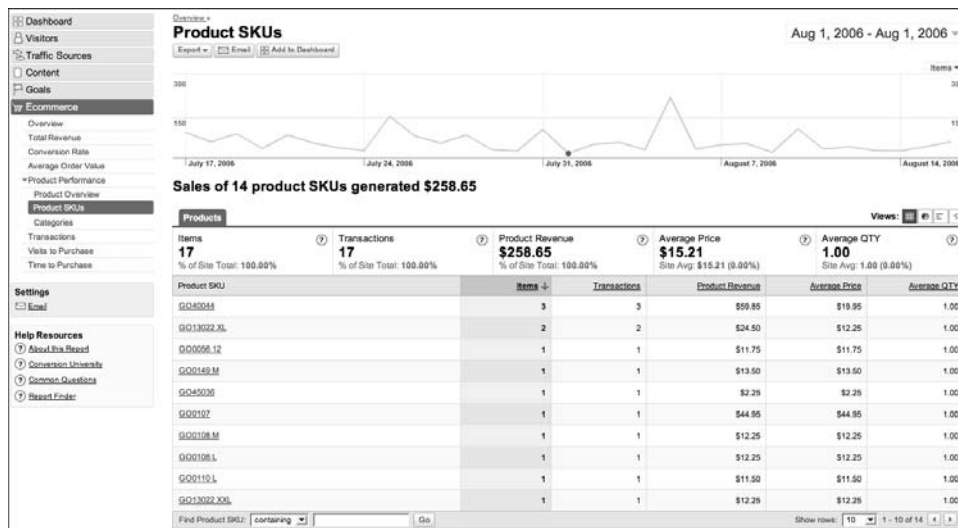 Dashboard
Visitors
Traffic Sources
Content
Goals
Ecommerce
Overview
Total Revenue
Conversion Rate
Average Order Value
Product Performance
Product Overview
Product SKUs
Categories
Transactions
Visits to Purchase
Time to Purchase
Settings
Email
Help Resources
About this Report
Conversion University
Common Questions
Report Finder
Overview »
Product SKUs
Aug 1, 2006 - Aug 1, 2006
Export Email Add to Dashboard
Items
300 30
150 15
July 17, 2006 July 24, 2006 July 31, 2006 August 7, 2006 August 14, 2006
Sales of 14 product SKUs generated $258.65
Products Views:
Items Transactions Product Revenue Average Price Average QTY
17 17 $258.65 $15.21 1.00
% of Site Total: 100.00% % of Site Total: 100.00% % of Site Total: 100.00% Site Avg: $15.21 (0.00%) Site Avg: 1.00 (0.00%)
Product SKU Items Transactions Product Revenue Average Price Average QTY
GO40044 3 3 $59.85 $19.95 1.00
GO13022 XL 2 2 $24.50 $12.25 1.00
GO0056 12 1 1 $11.75 $11.75 1.00
GO0149 M 1 1 $13.50 $13.50 1.00
GO45036 1 1 $2.25 $2.25 1.00
GO0107 1 1 $44.95 $44.95 1.00
GO0108 M 1 1 $12.25 $12.25 1.00
GO0108 L 1 1 $12.25 $12.25 1.00
GO0110 L 1 1 $11.50 $11.50 1.00
GO13022 XXL 1 1 $12.25 $12.25 1.00
Find Product SKU: containing Go Show rows: 10 1 - 10 of 14